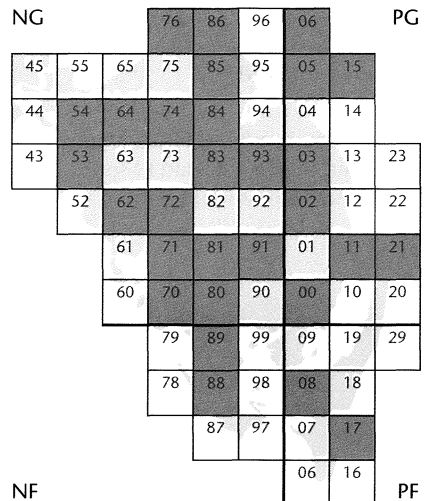 NG 76 86 96 06 PG
45 55 65 75 85 95 05 15
44 54 64 74 84 94 04 14
43 53 63 73 83 93 03 13 23
52 62 72 82 92 02 12 22
61 71 81 91 01 11 21
60 70 80 90 00 10 20
79 89 99 09 19 29
78 88 98 08 18
87 97 07 17
NF 06 16 PF